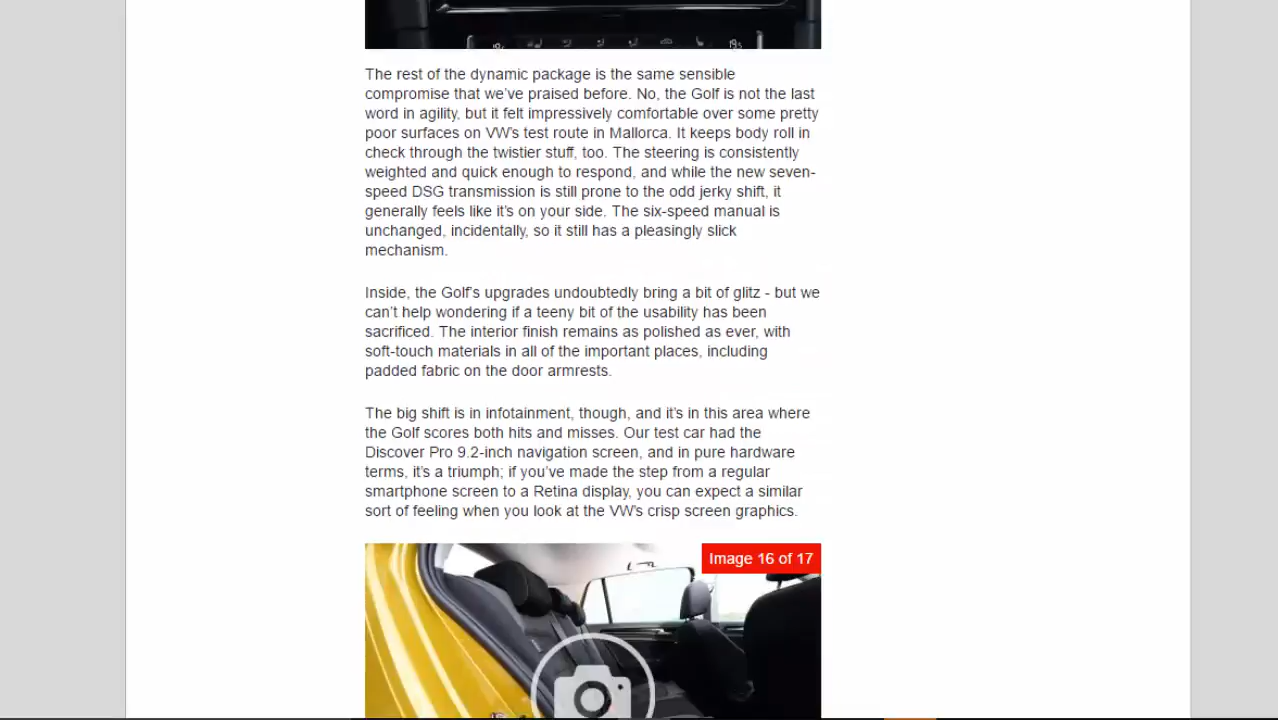 The rest of the dynamic package is the same sensible
compromise that we've praised before. No, the Golf is not the last
word in agility, but it felt impressively comfortable over some pretty
poor surfaces on VW's test route in Mallorca. It keeps body roll in
check through the twistier stuff, too. The steering is consistently
weighted and quick enough to respond, and while the new seven-
speed DSG transmission is still prone to the odd jerky shift, it
generally feels like it's on your side. The six-speed manual is
unchanged, incidentally, so it still has a pleasingly slick
mechanism.
Inside, the Golf's upgrades undoubtedly bring a bit of glitz - but we
can't help wondering if a teeny bit of the usability has been
sacrificed. The interior finish remains as polished as ever, with
soft-touch materials in all of the important places, including
padded fabric on the door armrests.
The big shift is in infotainment, though, and it's in this area where
the Golf scores both hits and misses. Our test car had the
Discover Pro 9.2-inch navigation screen, and in pure hardware
terms, it's a triumph; if you've made the step from a regular
smartphone screen to a Retina display, you can expect a similar
sort of feeling when you look at the VW's crisp screen graphics.
Image 16 of 17